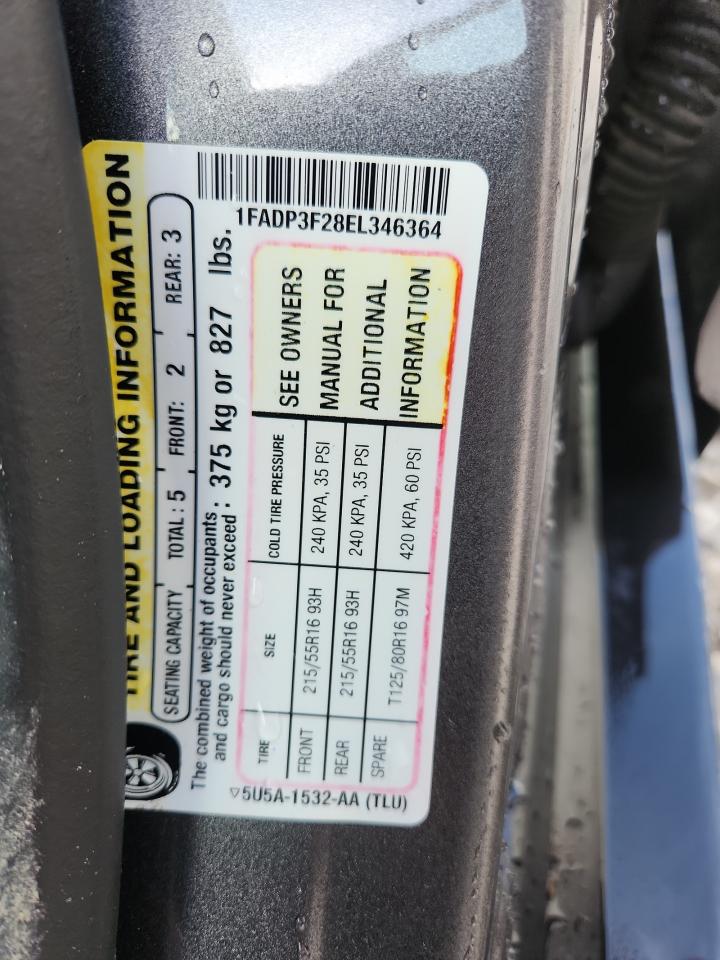 TIRE AND LOADING INFORMATION
SEATING CAPACITY TOTAL : 5 FRONT: 2 REAR: 3
The combined weight of occupants
and cargo should never exceed : 375 kg or 827 lbs.
1FADP3F28EL346364
TIRE SIZE COLD TIRE PRESSURE
FRONT 215/55R16 93H 240 KPA, 35 PSI
REAR 215/55R16 93H 240 KPA, 35 PSI
SPARE T125/80R16 97M 420 KPA, 60 PSI
SEE OWNERS
MANUAL FOR
ADDITIONAL
INFORMATION
▽5U5A-1532-AA (TLU)